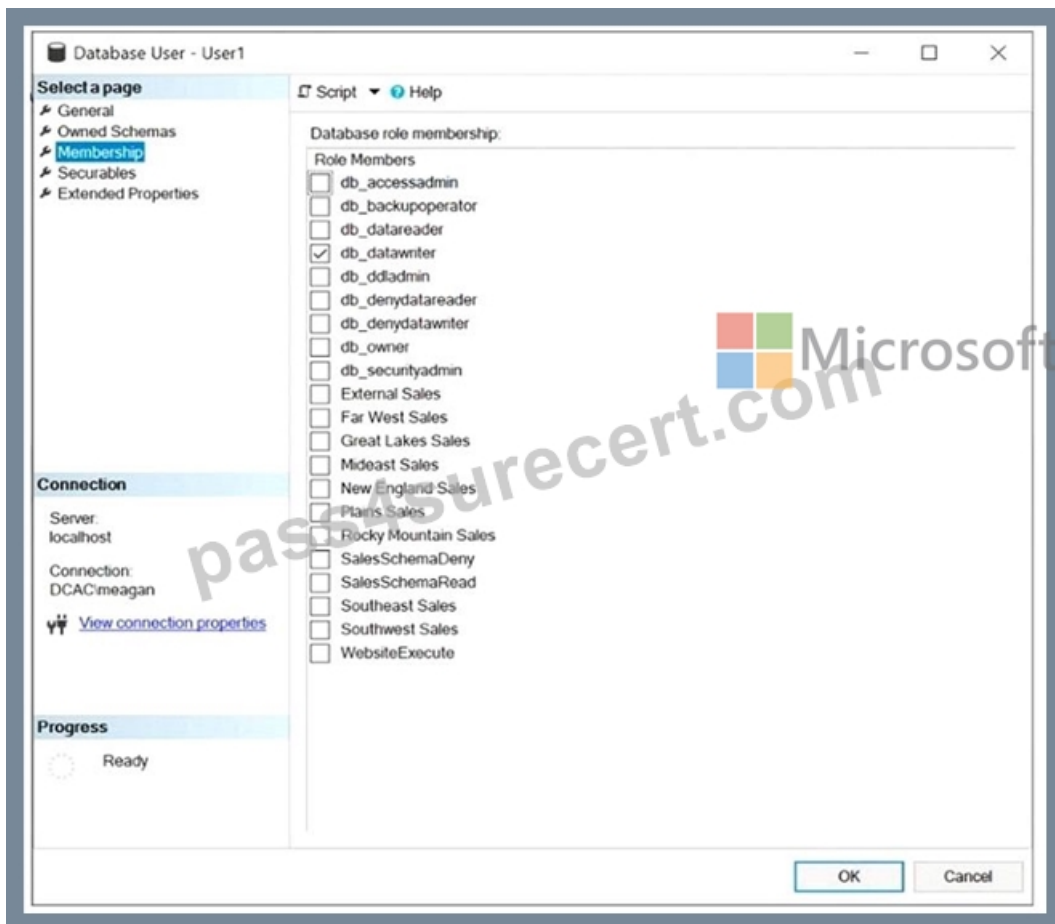 Database User - User1
Select a page
General
Owned Schemas
Membership
Securables
Extended Properties
Script Help
Database role membership:
Role Members
db_accessadmin
db_backupoperator
db_datareader
db_datawriter
db_ddladmin
db_denydatareader
db_denydatawriter
db_owner
db_securityadmin
External Sales
Far West Sales
Great Lakes Sales
Mideast Sales
New England Sales
Plains Sales
Rocky Mountain Sales
SalesSchemaDeny
SalesSchemaRead
Southeast Sales
Southwest Sales
WebsiteExecute
Connection
Server:
localhost
Connection:
DCAC\meagan
View connection properties
Progress
Ready
OK Cancel
Microsoft
pass4surecert.com